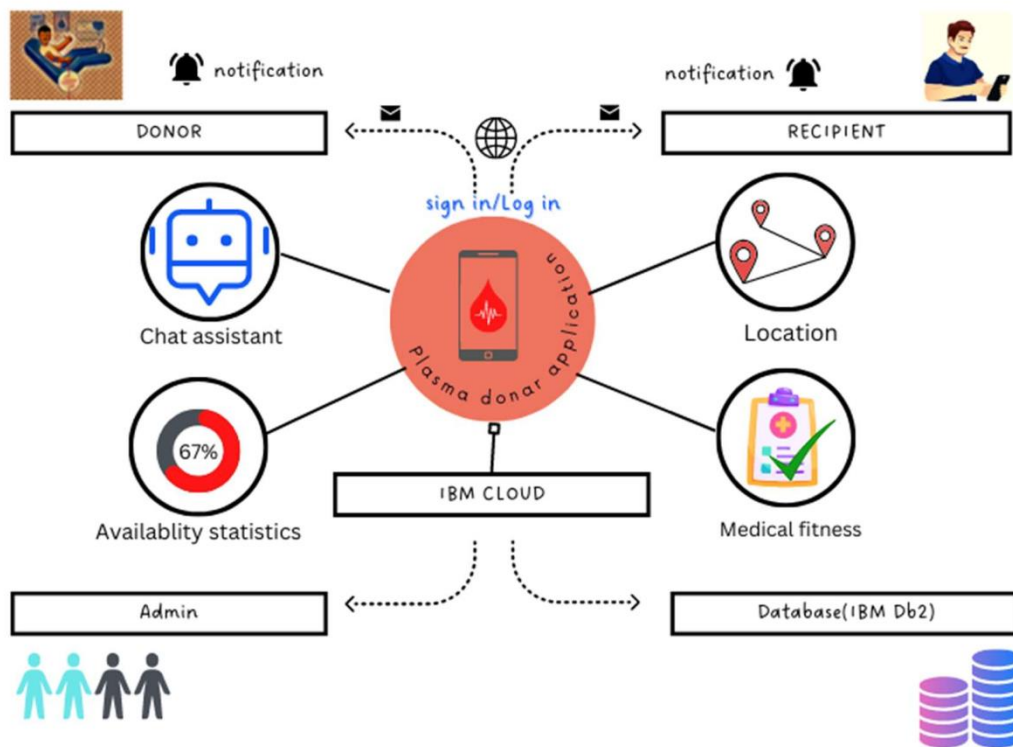 notification
notification
DONOR
RECIPIENT
sign in/Log in
plasma donar application
Chat assistant
Location
67%
IBM CLOUD
Availablity statistics
Medical fitness
Admin
Database(IBM Db2)